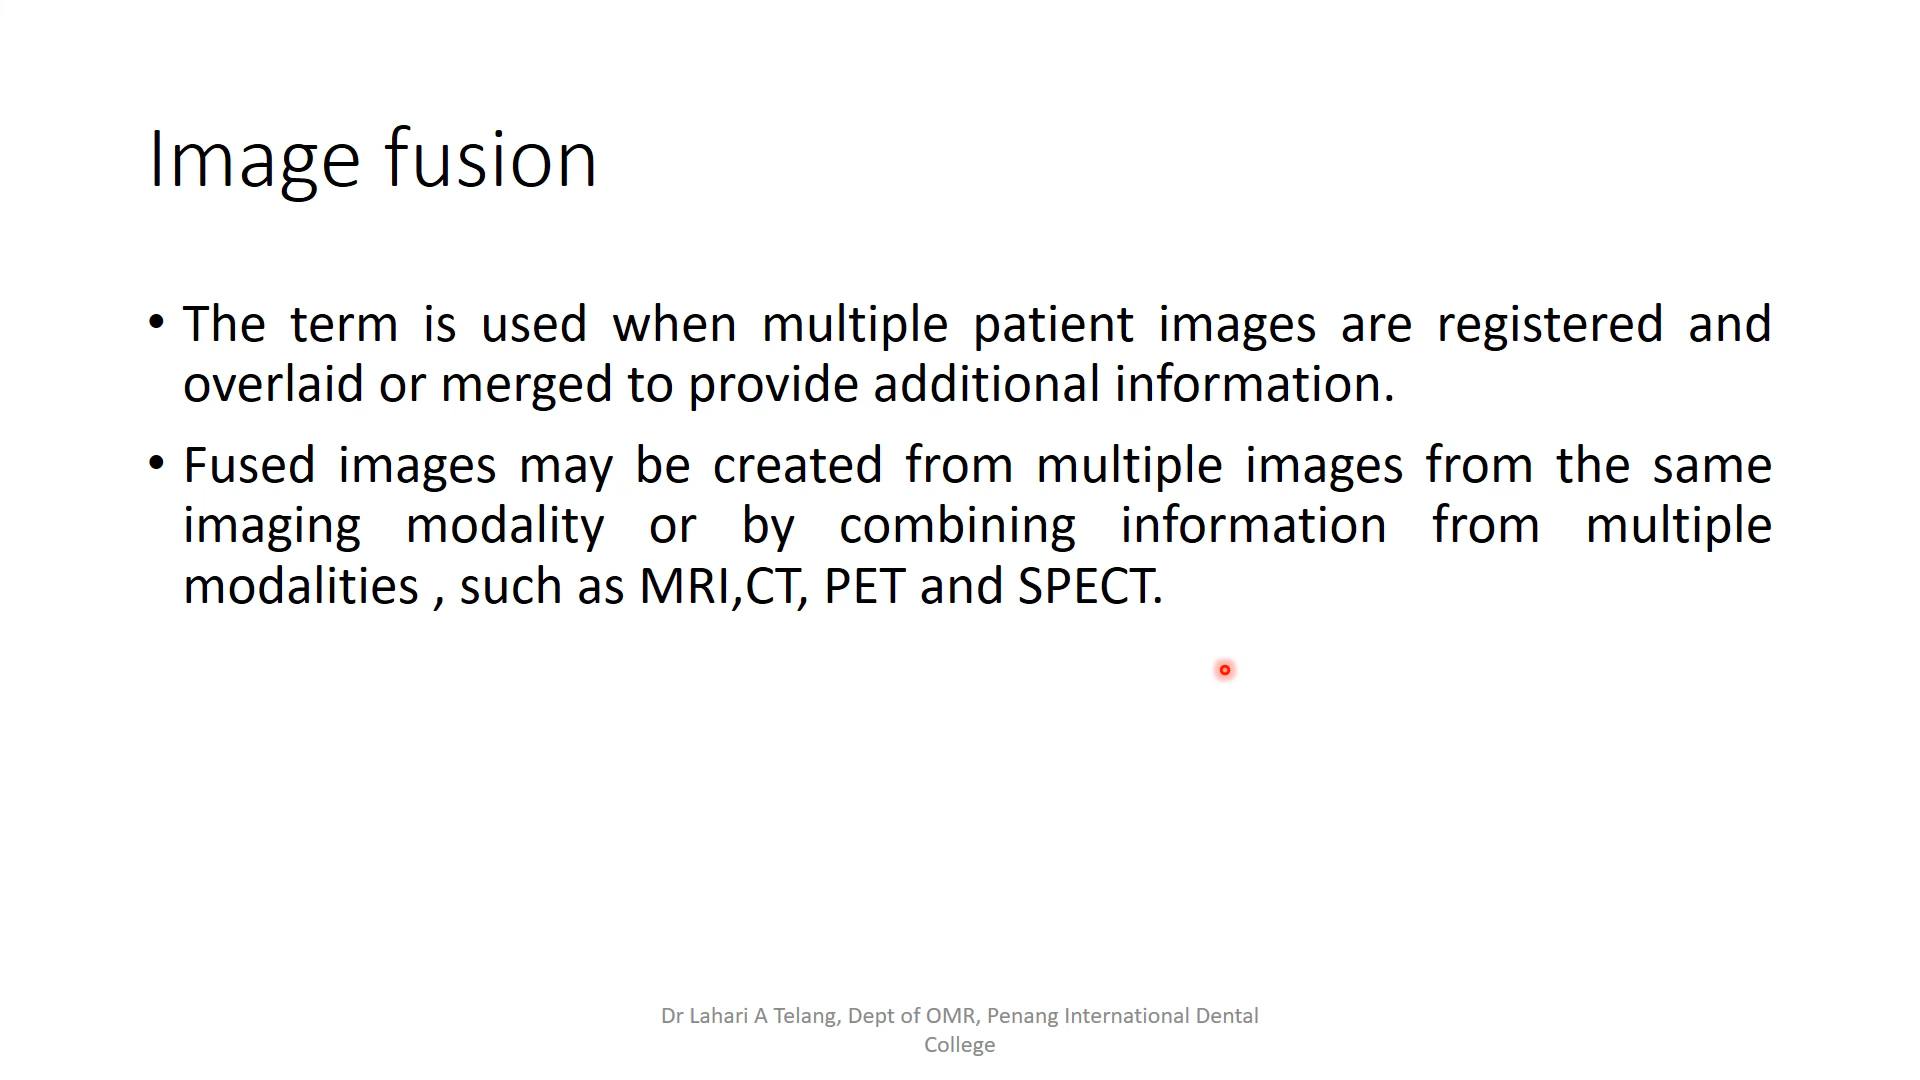 Image fusion
• The term is used when multiple patient images are registered and
overlaid or merged to provide additional information.
• Fused images may be created from multiple images from the same
imaging modality or by combining information from multiple
modalities , such as MRI,CT, PET and SPECT.
Dr Lahari A Telang, Dept of OMR, Penang International Dental
College